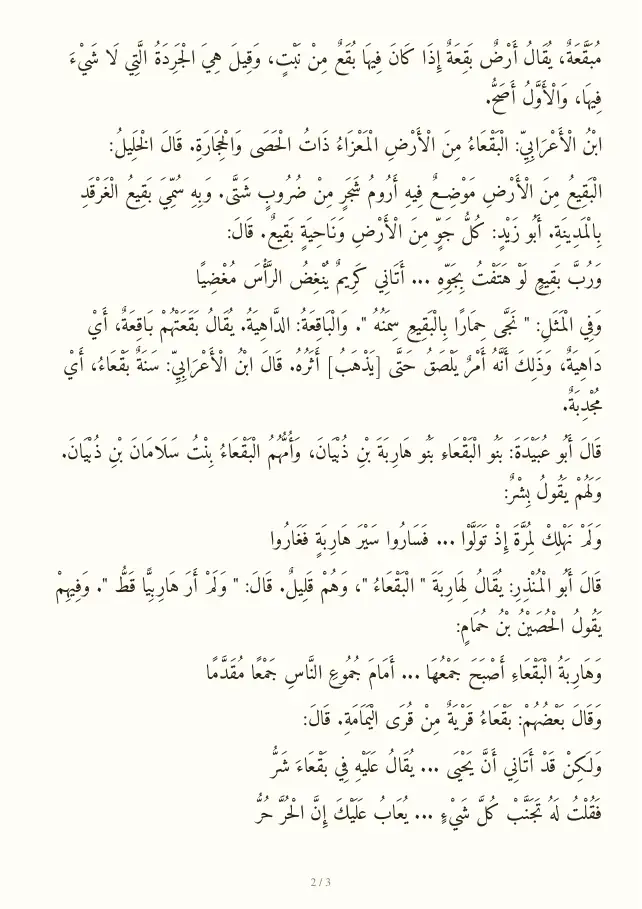 مُبَقَّعَةٌ، يُقَالُ أَرْضٌ بَقِعَةٌ إِذَا كَانَ فِيهَا بُقَعٌ مِنْ نَبْتٍ، وَقِيلَ هِيَ الْجَرِدَةُ الَّتِي لَا شَيْءَ
فِيهَا، وَالْأَوَّلُ أَصَحُّ.
ابْنُ الْأَعْرَابِيِّ: الْبَقْعَاءُ مِنَ الْأَرْضِ الْمَعْزَاءُ ذَاتُ الْحَصَى وَالْحِجَارَةِ. قَالَ الْخَلِيلُ:
الْبَقِيعُ مِنَ الْأَرْضِ مَوْضِعٌ فِيهِ أَرُومُ شَجَرٍ مِنْ ضُرُوبٍ شَتَّى. وَبِهِ سُمِّيَ بَقِيعُ الْغَرْقَدِ
بِالْمَدِينَةِ. أَبُو زَيْدٍ: كُلُّ جَوٍّ مِنَ الْأَرْضِ وَنَاحِيَةٍ بَقِيعٌ. قَالَ:
وَرُبَّ بَقِيعٍ لَوْ هَتَفْتُ بِجَوِّهِ ... أَتَانِي كَرِيمٌ يُنْغِضُ الرَّأْسَ مُغْضِبًا
وَفِي الْمَثَلِ: " نَجَّى حِمَارًا بِالْبَقِيعِ سِمَنُهُ ". وَالْبَاقِعَةُ: الدَّاهِيَةُ. يُقَالُ بَقَعَتْهُمْ بَاقِعَةٌ، أَيْ
دَاهِيَةٌ، وَذَلِكَ أَنَّهُ أَمْرٌ يَلْصَقُ حَتَّى [يَذْهَبُ] أَثَرُهُ. قَالَ ابْنُ الْأَعْرَابِيِّ: سَنَةٌ بَقْعَاءُ، أَيْ
مُجْدِبَةٌ.
قَالَ أَبُو عُبَيْدَةَ: بَنُو الْبَقْعَاءِ بَنُو هَارِبَةَ بْنِ ذُبْيَانَ، وَأُمُّهُمُ الْبَقْعَاءُ بِنْتُ سَلَامَانَ بْنِ ذُبْيَانَ.
وَلَهُمْ يَقُولُ بِشْرٌ:
وَلَمْ نَهْلِكْ لِمُرَّةَ إِذْ تَوَلَّوْا ... فَسَارُوا سَيْرَ هَارِبَةٍ فَغَارُوا
قَالَ أَبُو الْمُنْذِرِ: يُقَالُ لِهَارِبَةَ " الْبَقْعَاءُ "، وَهُمْ قَلِيلٌ. قَالَ: " وَلَمْ أَرَ هَارِبِيًّا قَطُّ ". وَفِيهِمْ
يَقُولُ الْحُصَيْنُ بْنُ حُمَامٍ:
وَهَارِبَةُ الْبَقْعَاءِ أَصْبَحَ جَمْعُهَا ... أَمَامَ جُمُوعِ النَّاسِ جَمْعًا مُقَدَّمًا
وَقَالَ بَعْضُهُمْ: بَقْعَاءُ قَرْيَةٌ مِنْ قُرَى الْيَمَامَةِ. قَالَ:
وَلَكِنْ قَدْ أَتَانِي أَنَّ يَحْيَى ... يُقَالُ عَلَيْهِ فِي بَقْعَاءَ شَرُّ
فَقُلْتُ لَهُ تَجَنَّبْ كُلَّ شَيْءٍ ... يُعَابُ عَلَيْكَ إِنَّ الْحُرَّ حُرُّ
2 / 3